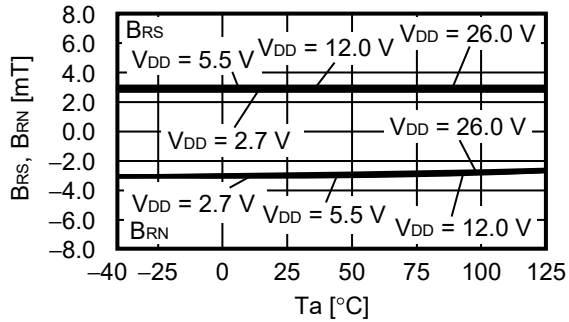 BRS, BRN [mT]
8.0
6.0
4.0
2.0
0.0
−2.0
−4.0
−6.0
−8.0
BRS
VDD = 5.5 V
VDD = 12.0 V
VDD = 26.0 V
VDD = 2.7 V
VDD = 26.0 V
VDD = 2.7 V
VDD = 5.5 V
VDD = 12.0 V
BRN
−40 −25 0 25 50 75 100 125
Ta [°C]